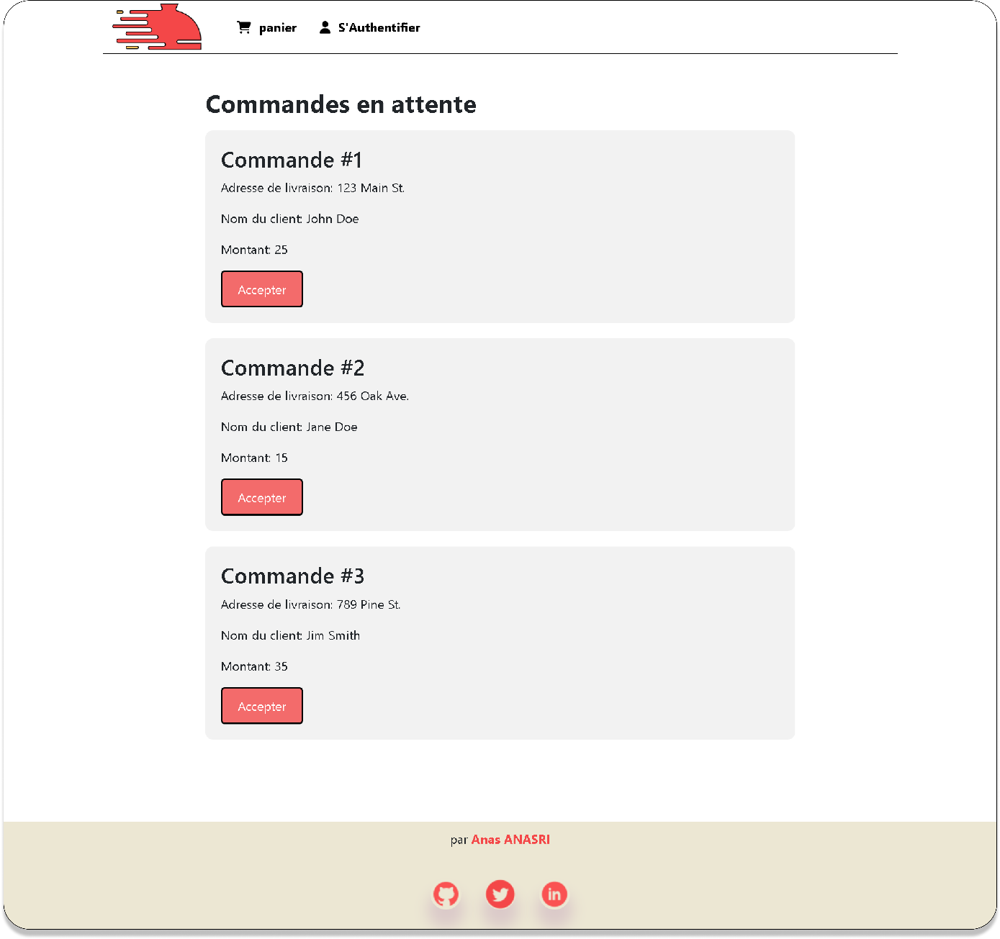 panier S'Authentifier
Commandes en attente
Commande #1
Adresse de livraison: 123 Main St.
Nom du client: John Doe
Montant: 25
Accepter
Commande #2
Adresse de livraison: 456 Oak Ave.
Nom du client: Jane Doe
Montant: 15
Accepter
Commande #3
Adresse de livraison: 789 Pine St.
Nom du client: Jim Smith
Montant: 35
Accepter
par Anas ANASRI
in